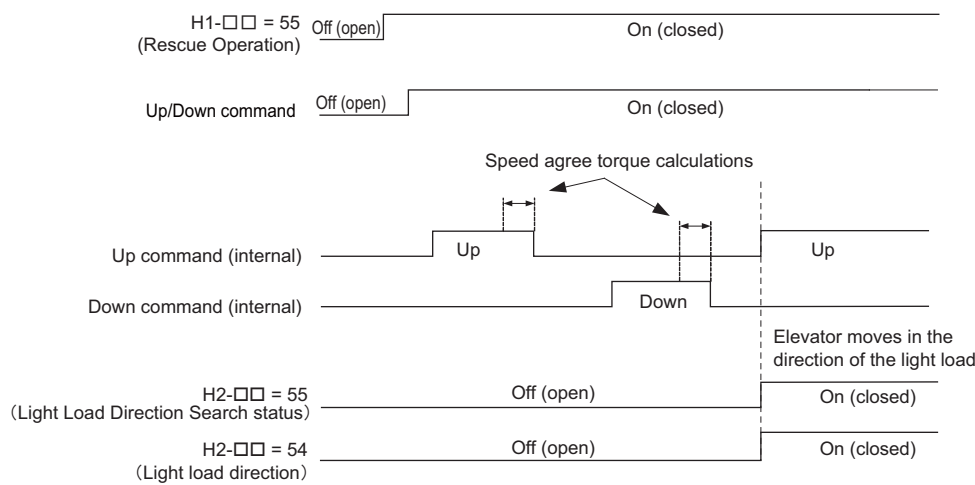 H1-□□ = 55 Off (open) On (closed)
(Rescue Operation)
Up/Down command Off (open) On (closed)
Speed agree torque calculations
Up command (internal) Up Up
Down command (internal) Down
Elevator moves in the
direction of the light load
H2-□□ = 55 Off (open) On (closed)
(Light Load Direction Search status)
H2-□□ = 54 Off (open) On (closed)
(Light load direction)